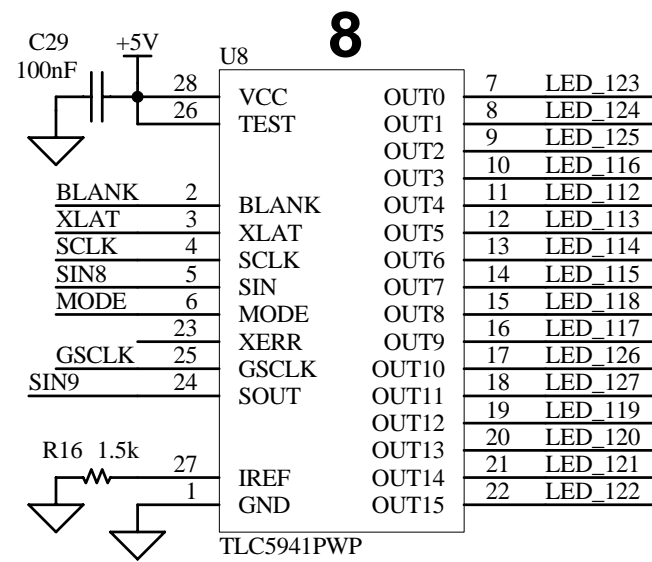 8
C29
100nF
+5V
U8
28 VCC OUT0 7 LED_123
26 TEST OUT1 8 LED_124
OUT2 9 LED_125
OUT3 10 LED_116
BLANK 2 BLANK OUT4 11 LED_112
XLAT 3 XLAT OUT5 12 LED_113
SCLK 4 SCLK OUT6 13 LED_114
SIN8 5 SIN OUT7 14 LED_115
MODE 6 MODE OUT8 15 LED_118
23 XERR OUT9 16 LED_117
GSCLK 25 GSCLK OUT10 17 LED_126
SIN9 24 SOUT OUT11 18 LED_127
OUT12 19 LED_119
OUT13 20 LED_120
R16 1.5k 27 IREF OUT14 21 LED_121
1 GND OUT15 22 LED_122
TLC5941PWP